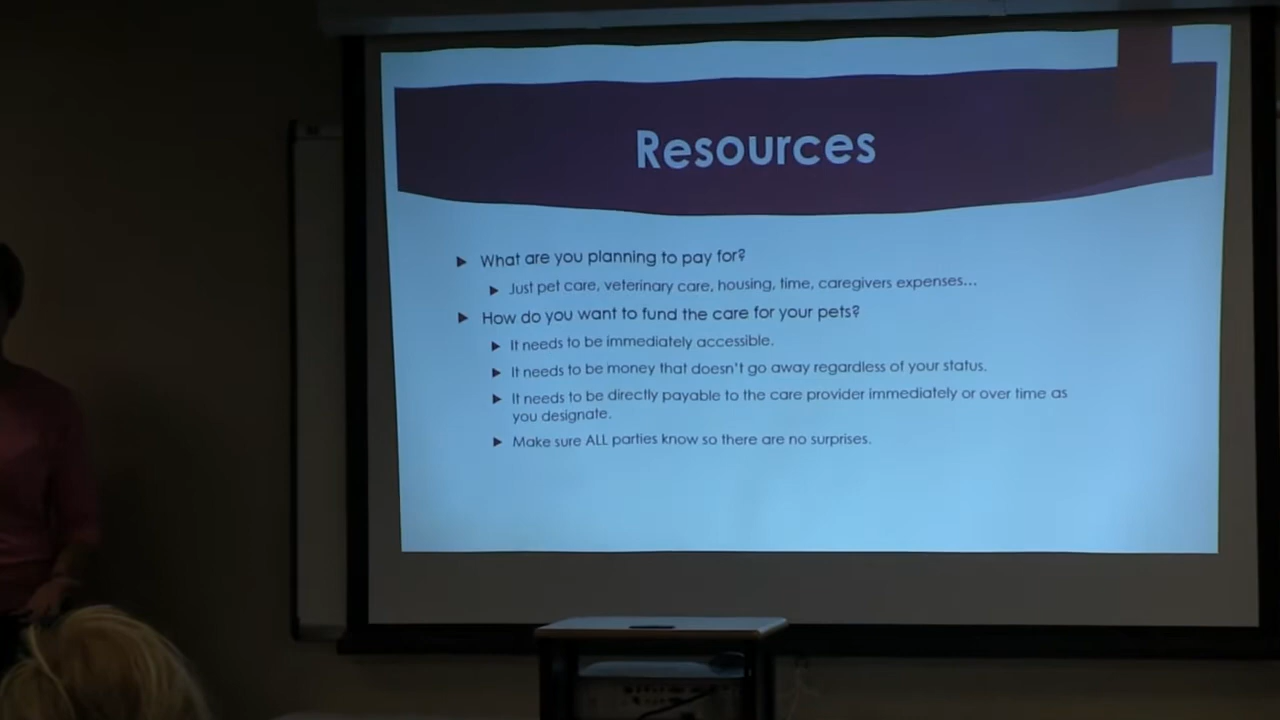 Resources
What are you planning to pay for?
Just pet care, veterinary care, housing, time, caregivers expenses...
How do you want to fund the care for your pets?
It needs to be immediately accessible.
It needs to be money that doesn't go away regardless of your status.
It needs to be directly payable to the care provider immediately or over time as
you designate.
Make sure ALL parties know so there are no surprises.